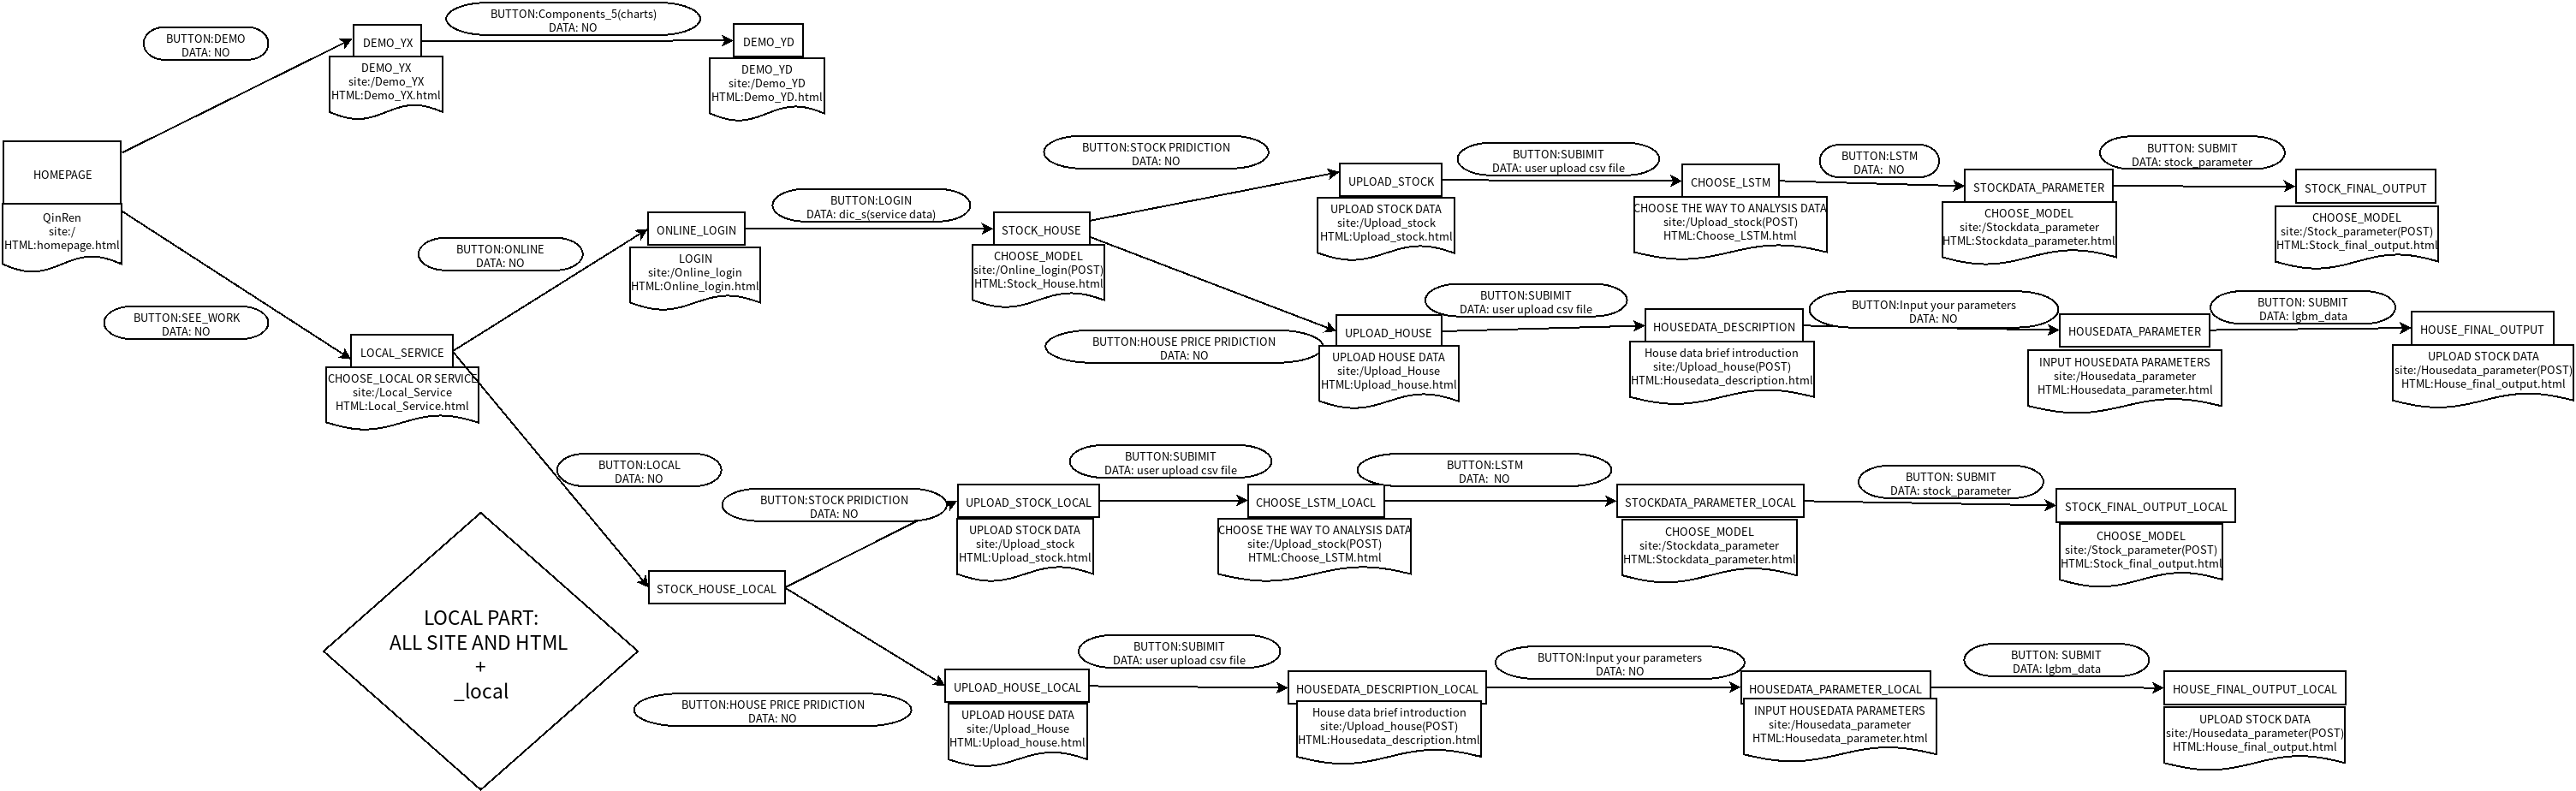 BUTTON:DEMO
DATA: NO
DEMO_YX
DEMO_YX
site:/Demo_YX
HTML:Demo_YX.html
BUTTON:Components_5(charts)
DATA: NO
DEMO_YD
DEMO_YD
site:/Demo_YD
HTML:Demo_YD.html
HOMEPAGE
QinRen
site:/
HTML:homepage.html
BUTTON:SEE_WORK
DATA: NO
LOCAL_SERVICE
CHOOSE_LOCAL OR SERVICE
site:/Local_Service
HTML:Local_Service.html
BUTTON:ONLINE
DATA: NO
ONLINE_LOGIN
LOGIN
site:/Online_login
HTML:Online_login.html
BUTTON:LOGIN
DATA: dic_s(service data)
STOCK_HOUSE
CHOOSE_MODEL
site:/Online_login(POST)
HTML:Stock_House.html
BUTTON:STOCK PRIDICTION
DATA: NO
UPLOAD_STOCK
UPLOAD STOCK DATA
site:/Upload_stock
HTML:Upload_stock.html
BUTTON:SUBIMIT
DATA: user upload csv file
CHOOSE_LSTM
CHOOSE THE WAY TO ANALYSIS DATA
site:/Upload_stock(POST)
HTML:Choose_LSTM.html
BUTTON:LSTM
DATA: NO
STOCKDATA_PARAMETER
CHOOSE_MODEL
site:/Stockdata_parameter
HTML:Stockdata_parameter.html
BUTTON: SUBMIT
DATA: stock_parameter
STOCK_FINAL_OUTPUT
CHOOSE_MODEL
site:/Stock_parameter(POST)
HTML:Stock_final_output.html
BUTTON:HOUSE PRICE PRIDICTION
DATA: NO
UPLOAD_HOUSE
UPLOAD HOUSE DATA
site:/Upload_House
HTML:Upload_house.html
BUTTON:SUBIMIT
DATA: user upload csv file
HOUSEDATA_DESCRIPTION
House data brief introduction
site:/Upload_house(POST)
HTML:Housedata_description.html
BUTTON:Input your parameters
DATA: NO
HOUSEDATA_PARAMETER
INPUT HOUSEDATA PARAMETERS
site:/Housedata_parameter
HTML:Housedata_parameter.html
BUTTON: SUBMIT
DATA: lgbm_data
HOUSE_FINAL_OUTPUT
UPLOAD STOCK DATA
site:/Housedata_parameter(POST)
HTML:House_final_output.html
BUTTON:LOCAL
DATA: NO
STOCK_HOUSE_LOCAL
BUTTON:STOCK PRIDICTION
DATA: NO
UPLOAD_STOCK_LOCAL
UPLOAD STOCK DATA
site:/Upload_stock
HTML:Upload_stock.html
BUTTON:SUBIMIT
DATA: user upload csv file
CHOOSE_LSTM_LOACL
CHOOSE THE WAY TO ANALYSIS DATA
site:/Upload_stock(POST)
HTML:Choose_LSTM.html
BUTTON:LSTM
DATA: NO
STOCKDATA_PARAMETER_LOCAL
CHOOSE_MODEL
site:/Stockdata_parameter
HTML:Stockdata_parameter.html
BUTTON: SUBMIT
DATA: stock_parameter
STOCK_FINAL_OUTPUT_LOCAL
CHOOSE_MODEL
site:/Stock_parameter(POST)
HTML:Stock_final_output.html
BUTTON:HOUSE PRICE PRIDICTION
DATA: NO
UPLOAD_HOUSE_LOCAL
UPLOAD HOUSE DATA
site:/Upload_House
HTML:Upload_house.html
BUTTON:SUBIMIT
DATA: user upload csv file
HOUSEDATA_DESCRIPTION_LOCAL
House data brief introduction
site:/Upload_house(POST)
HTML:Housedata_description.html
BUTTON:Input your parameters
DATA: NO
HOUSEDATA_PARAMETER_LOCAL
INPUT HOUSEDATA PARAMETERS
site:/Housedata_parameter
HTML:Housedata_parameter.html
BUTTON: SUBMIT
DATA: lgbm_data
HOUSE_FINAL_OUTPUT_LOCAL
UPLOAD STOCK DATA
site:/Housedata_parameter(POST)
HTML:House_final_output.html
LOCAL PART:
ALL SITE AND HTML
+
_local